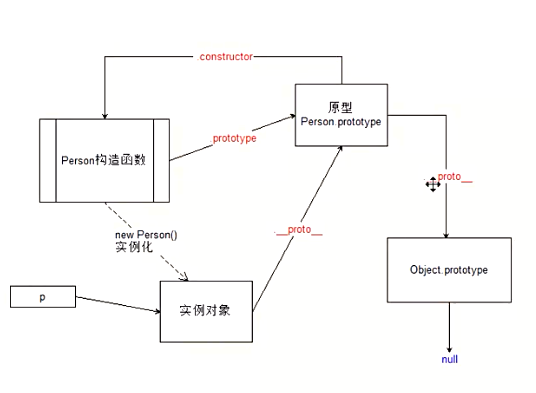 .constructor
原型
Person.prototype
Person构造函数
prototype
proto__
new Person()
实例化
.__proto__
Object.prototype
p
实例对象
null